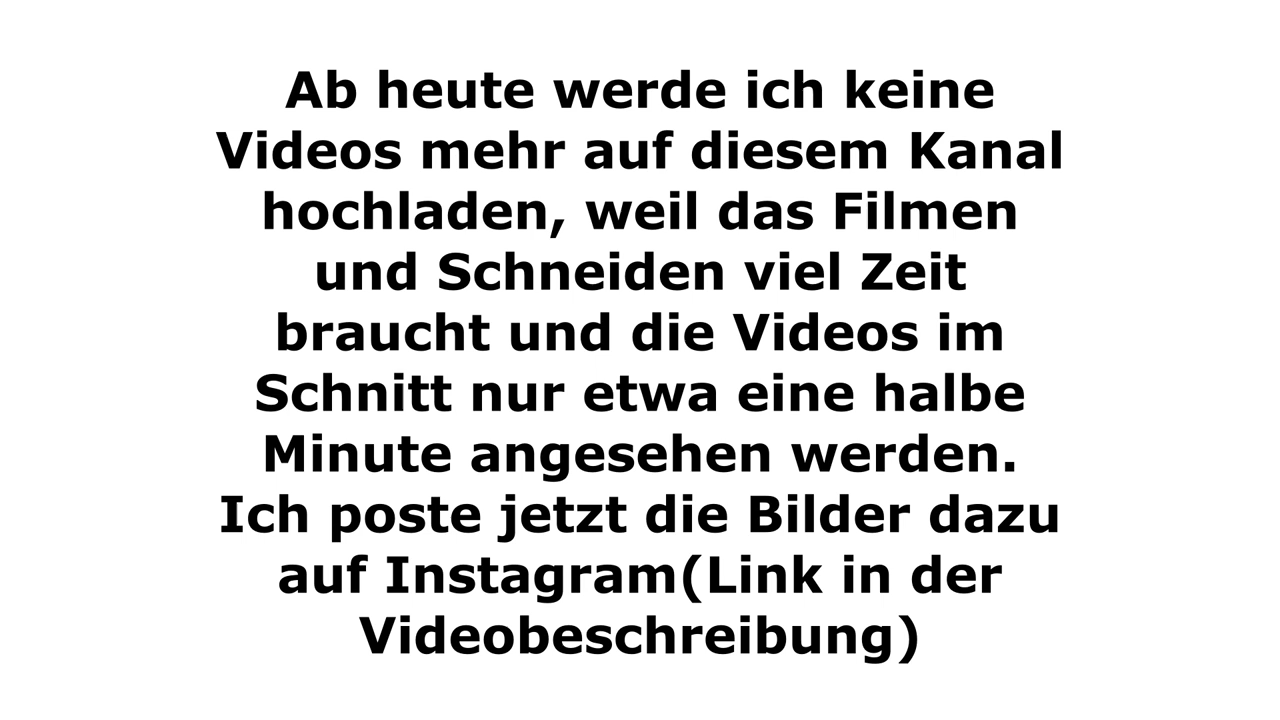 Ab heute werde ich keine
Videos mehr auf diesem Kanal
hochladen, weil das Filmen
und Schneiden viel Zeit
braucht und die Videos im
Schnitt nur etwa eine halbe
Minute angesehen werden.
Ich poste jetzt die Bilder dazu
auf Instagram(Link in der
Videobeschreibung)